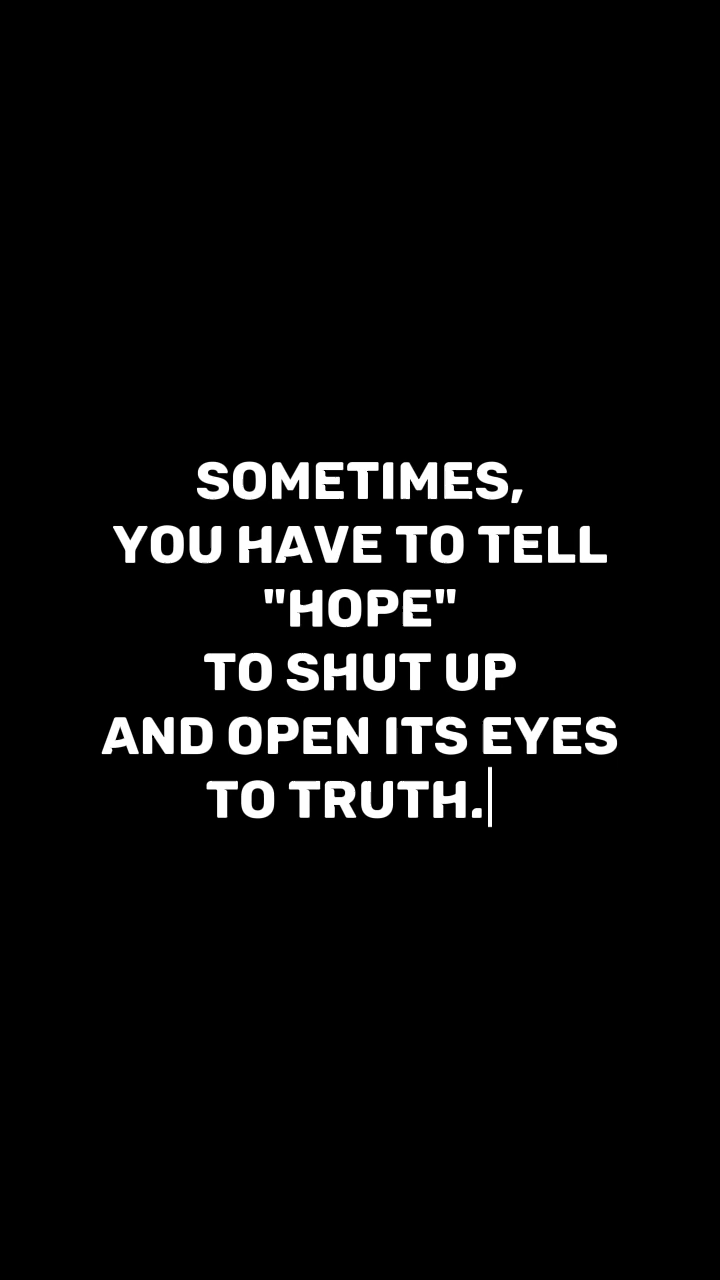 SOMETIMES,
YOU HAVE TO TELL
"HOPE"
TO SHUT UP
AND OPEN ITS EYES
TO TRUTH.